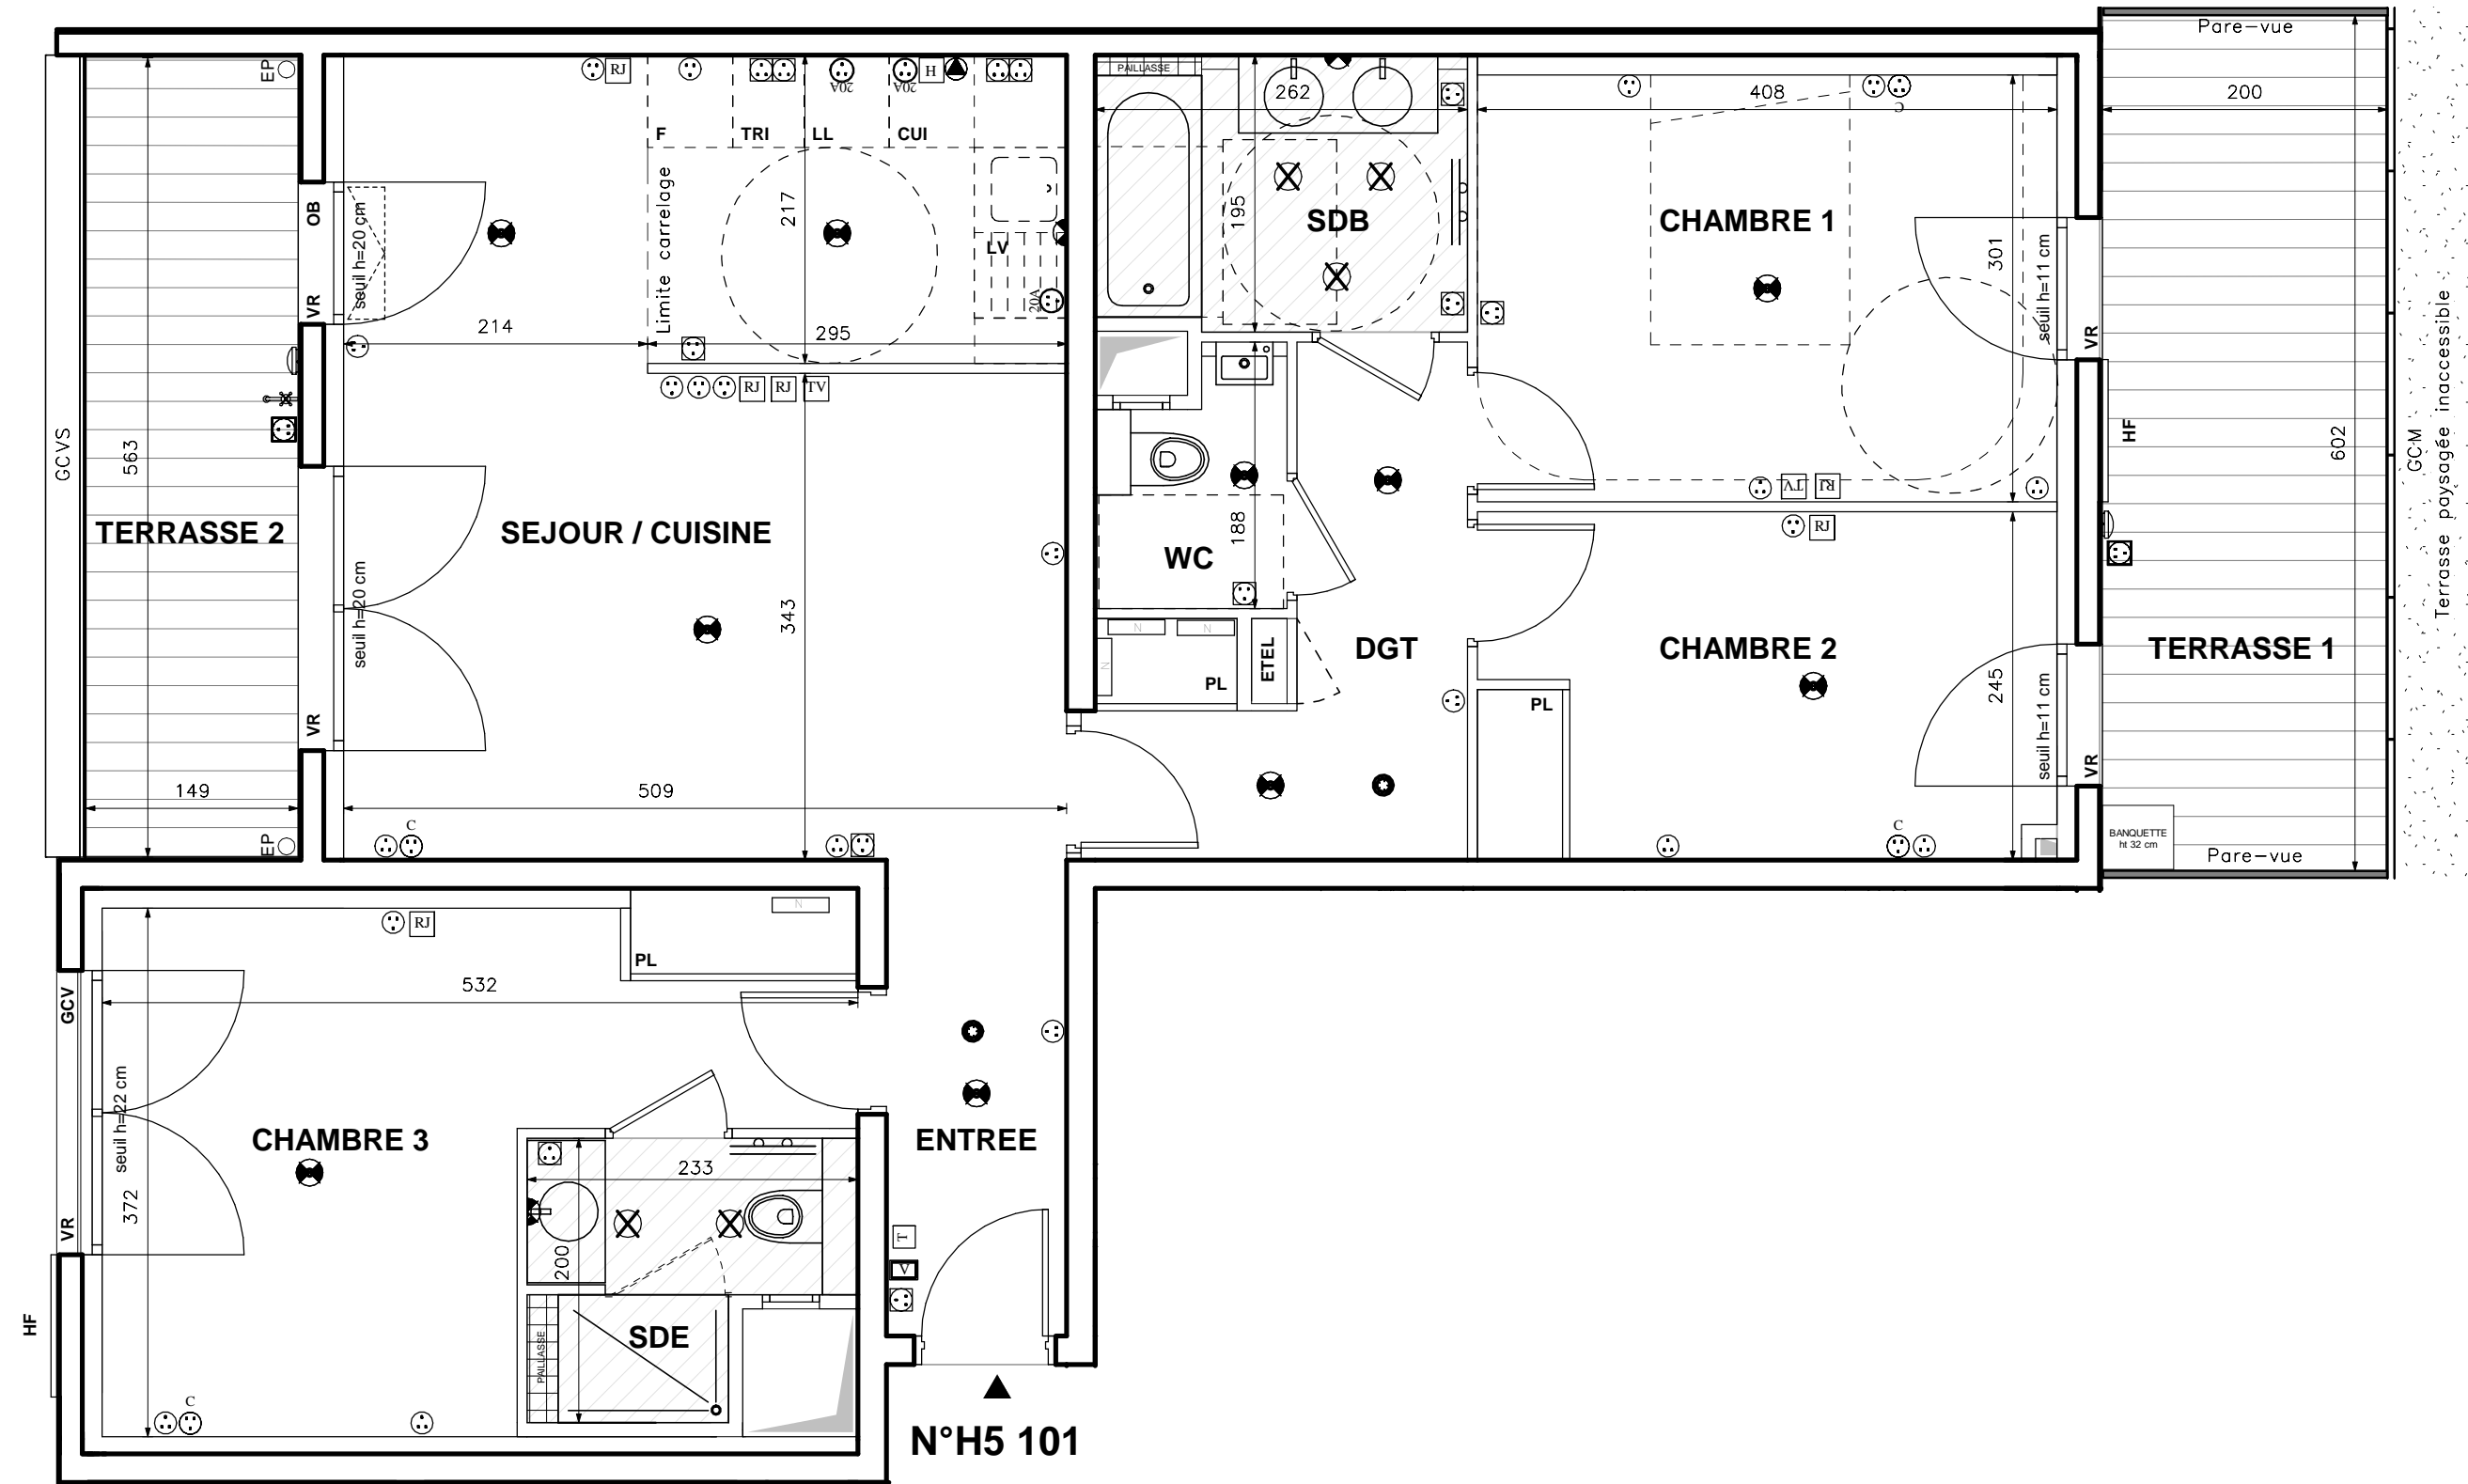 Pare-vue
EP
RJ
H
20A
20A
PAILLASSE
262
408
200
F
TRI
LL
CUI
OB
seuil h=20 cm
Limite carrelage
217
195
SDB
CHAMBRE 1
301
seuil h=11 cm
LV
20A
VR
214
295
VR
C
RJ
RJ
TV
GCVS
563
HF
602
GCM
Terrasse paysagée inaccessible
TV
RJ
TERRASSE 2
SEJOUR / CUISINE
188
WC
RJ
seuil h=20 cm
343
N
N
N
ETEL
DGT
CHAMBRE 2
TERRASSE 1
PL
PL
245
seuil h=11 cm
VR
VR
149
509
EP
C
C
BANQUETTE
ht 32 cm
Pare-vue
RJ
N
PL
GCV
532
seuil h=22 cm
CHAMBRE 3
ENTREE
233
372
VR
T
V
200
HF
PAILLASSE
SDE
C
N°H5 101